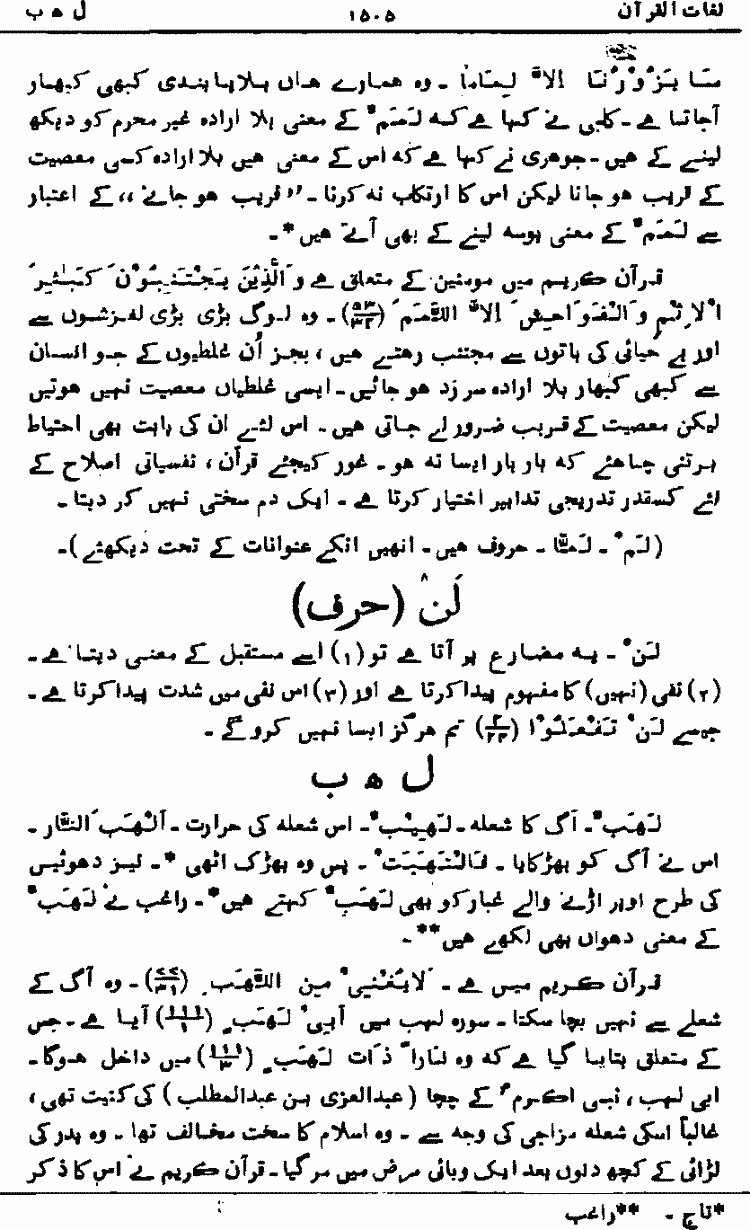 لغات القرآن ۱۵۰۵ ل ھ ب
مَا یَزُوْرُنَا اِلاَّ لِمَاماً ۔ وہ ہمارے ہاں بلاپابندی کبھی کبھار
آجاتا ہے ۔ کلبی نے کہا ہے کہ لَمَمٌ کے معنی بلا ارادہ غیر محرم کو دیکھ
لینے کے ہیں ۔ جوہری نے کہا ہے کہ اس کے معنی ہیں بلا ارادہ کسی معصیت
کے قریب ہو جانا لیکن اس کا ارتکاب نہ کرنا ۔ ’’قریب ہو جانے‘‘ کے اعتبار
سے لَمَمٌ کے معنی بوسہ لینے کے بھی آتے ہیں* ۔
قرآن کریم میں مومنین کے متعلق ہے وَالَّذِیْنَ یَجْتَنِبُوْنَ کَبٰئِرَ
الْاِثْمِ وَالْفَوَاحِشَ اِلاَّ اللَّمَمَ (۵۳/۳۲) ۔ وہ لوگ بڑی بڑی لغزشوں سے
اور بے حیائی کی باتوں سے مجتنب رہتے ہیں ، بجز اُن غلطیوں کے جو انسان
سے کبھی کبھار بلا ارادہ سرزد ہو جائیں ۔ ایسی غلطیاں معصیت نہیں ہوتیں
لیکن معصیت کے قریب ضرور لے جاتی ہیں ۔ اس لئے ان کی بابت بھی احتیاط
برتنی چاہئے کہ بار بار ایسا نہ ہو ۔ غور کیجئے قرآن ، نفسیاتی اصلاح کے
لئے کسقدر تدریجی تدابیر اختیار کرتا ہے ۔ ایک دم سختی نہیں کر دیتا ۔
(لَمْ ۔ لَمَّا ۔ حروف ہیں ۔ انھیں انکے عنوانات کے تحت دیکھئے) ۔
لَنْ (حرف)
لَنْ ۔ یہ مضارع پر آتا ہے تو (۱) اسے مستقبل کے معنی دیتا ہے ۔
(۲) نفی (نہیں) کا مفہوم پیدا کرتا ہے اور (۳) اس نفی میں شدت پیدا کرتا ہے ۔
جیسے لَنْ تَفْعَلُوْا (۲/۲۴) تم ہرگز ایسا نہیں کرو گے ۔
ل ھ ب
لَهَبٌ ۔ آگ کا شعلہ ۔ لَهِيْبٌ ۔ اس شعلہ کی حرارت ۔ اَلْهَبَ النَّارَ ۔
اس نے آگ کو بھڑکایا ۔ فَالْتَهَبَتْ ۔ پس وہ بھڑک اٹھی* ۔ نیز دھوئیں
کی طرح اوپر اڑنے والے غبار کو بھی لَهَبٌ کہتے ہیں* ۔ راغب نے لَهَبٌ
کے معنی دھواں بھی لکھے ہیں** ۔
قرآن کریم میں ہے ۔ لَا یُغْنِیْ مِنَ اللَّهَبِ (۷۷/۳۱) ۔ وہ آگ کے
شعلے سے نہیں بچا سکتا ۔ سورہ لہب میں اَبِیْ لَهَبٍ (۱۱۱/۱) آیا ہے ۔ جس
کے متعلق بتایا گیا ہے کہ وہ نَاراً ذَاتَ لَهَبٍ (۱۱۱/۳) میں داخل ہوگا ۔
ابی لہب ، نبی اکرمؐ کے چچا (عبدالعزی بن عبدالمطلب) کی کنیت تھی ،
غالباً اسکی شعلہ مزاجی کی وجہ سے ۔ وہ اسلام کا سخت مخالف تھا ۔ وہ بدر کی
لڑائی کے کچھ دنوں بعد ایک وبائی مرض میں مرگیا ۔ قرآن کریم نے اس کا ذکر
*تاج ۔ **راغب